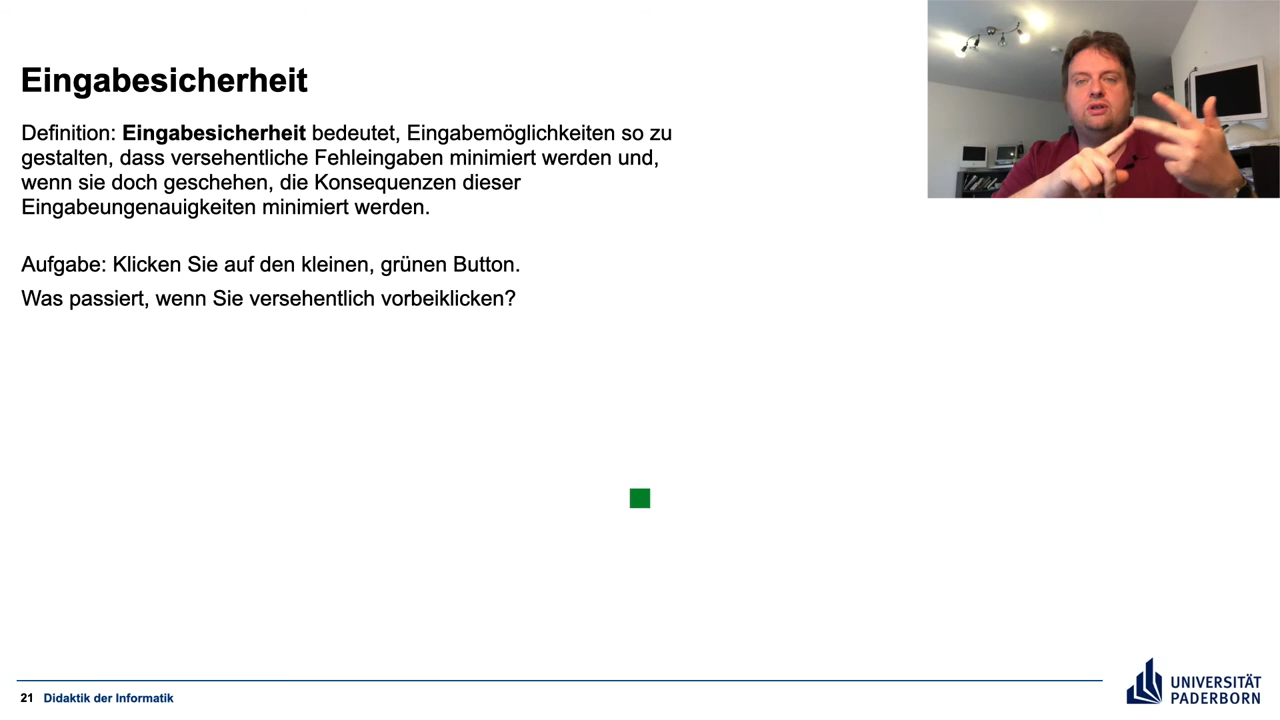 Eingabesicherheit
Definition: Eingabesicherheit bedeutet, Eingabemöglichkeiten so zu
gestalten, dass versehentliche Fehleingaben minimiert werden und,
wenn sie doch geschehen, die Konsequenzen dieser
Eingabeungenauigkeiten minimiert werden.
Aufgabe: Klicken Sie auf den kleinen, grünen Button.
Was passiert, wenn Sie versehentlich vorbeiklicken?
21 Didaktik der Informatik
UNIVERSITÄT
PADERBORN